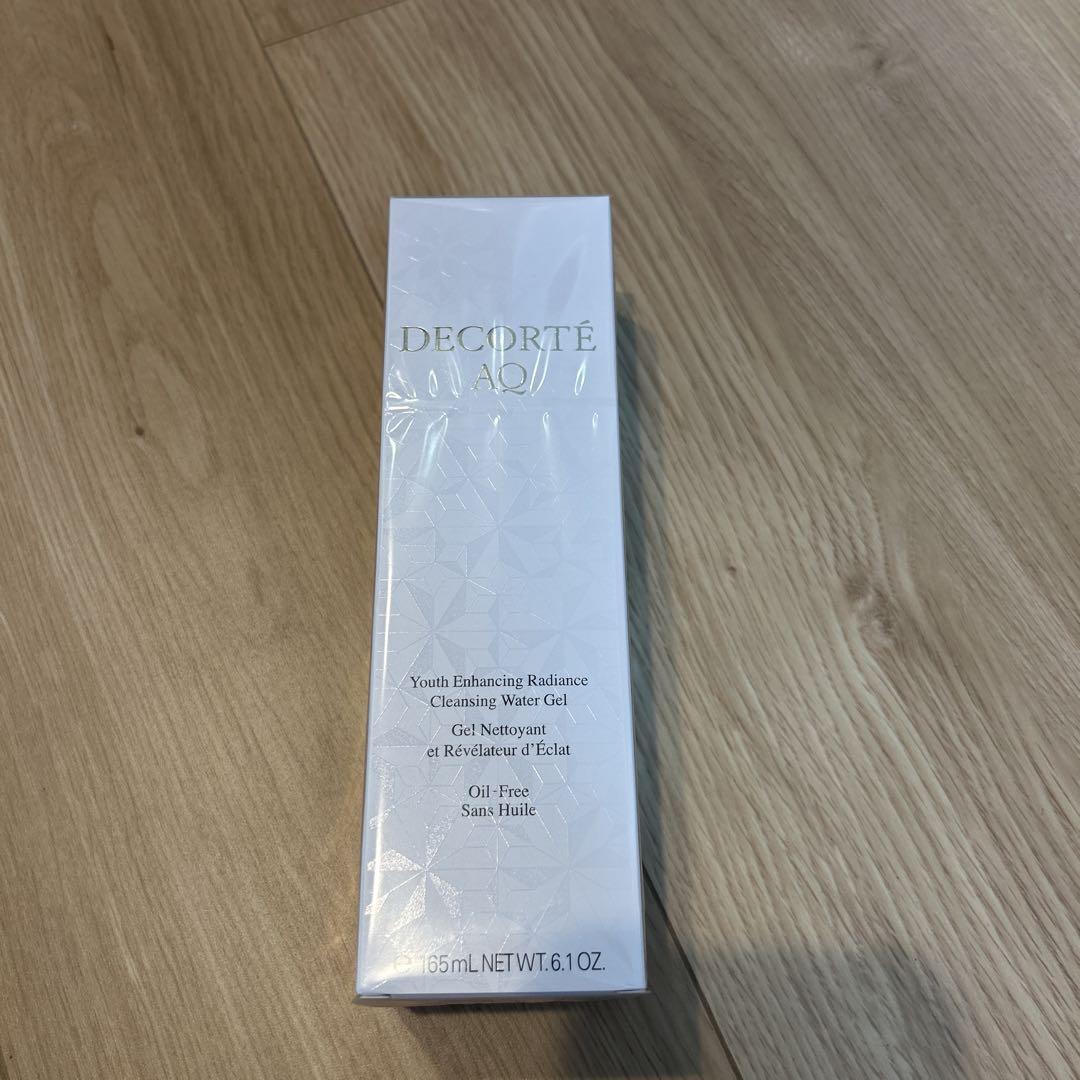 DECORTÉ
AQ
Youth Enhancing Radiance
Cleansing Water Gel
Gel Nettoyant
et Révélateur d'Éclat
Oil-Free
Sans Huile
℮ 165mL NET WT. 6.1 OZ.